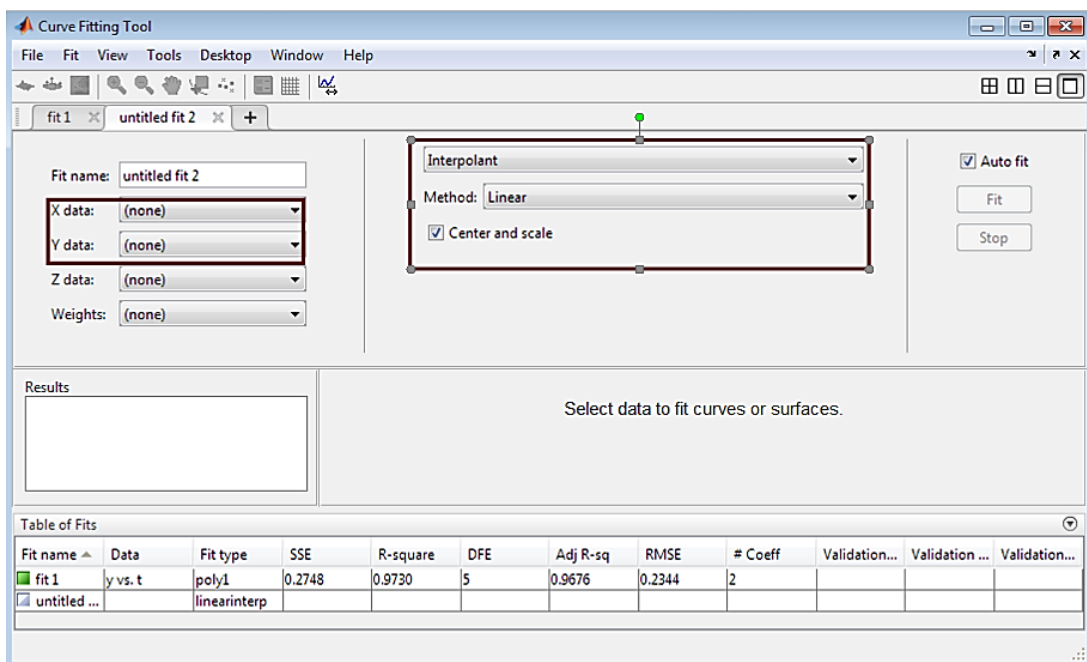 Curve Fitting Tool
File Fit View Tools Desktop Window Help
fit 1 untitled fit 2 +
Fit name: untitled fit 2
X data: (none)
Y data: (none)
Z data: (none)
Weights: (none)
Interpolant
Method: Linear
Center and scale
Auto fit
Fit
Stop
Results
Select data to fit curves or surfaces.
Table of Fits
Fit name Data Fit type SSE R-square DFE Adj R-sq RMSE # Coeff Validation... Validation ... Validation...
fit 1 y vs. t poly1 0.2748 0.9730 5 0.9676 0.2344 2
untitled ... linearinterp